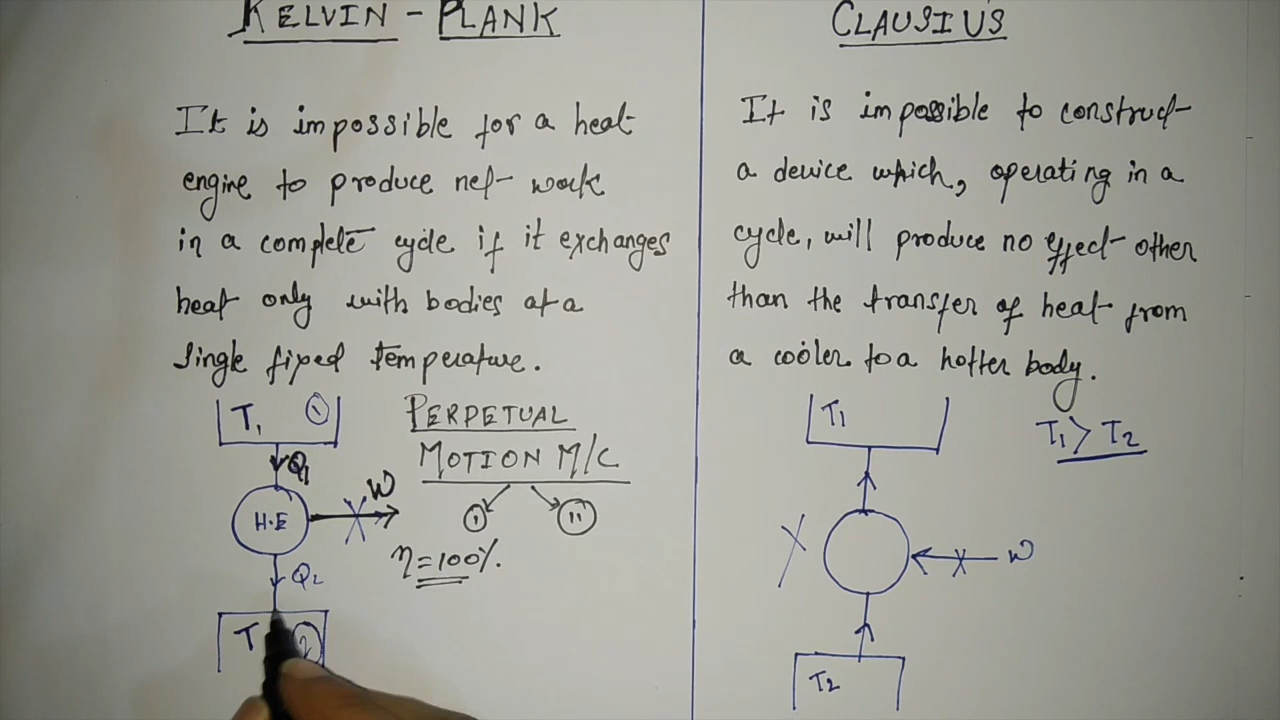 KELVIN - PLANK
It is impossible for a heat
engine to produce net work
in a complete cycle if it exchanges
heat only with bodies at a
single fixed temperature.
T1 1
Q1
H.E
W
Q2
T 2
PERPETUAL
MOTION M/C
I II
η=100%.
CLAUSIUS
It is impossible to construct
a device which, operating in a
cycle, will produce no effect other
than the transfer of heat from
a cooler to a hotter body.
T1
T1 > T2
W
T2